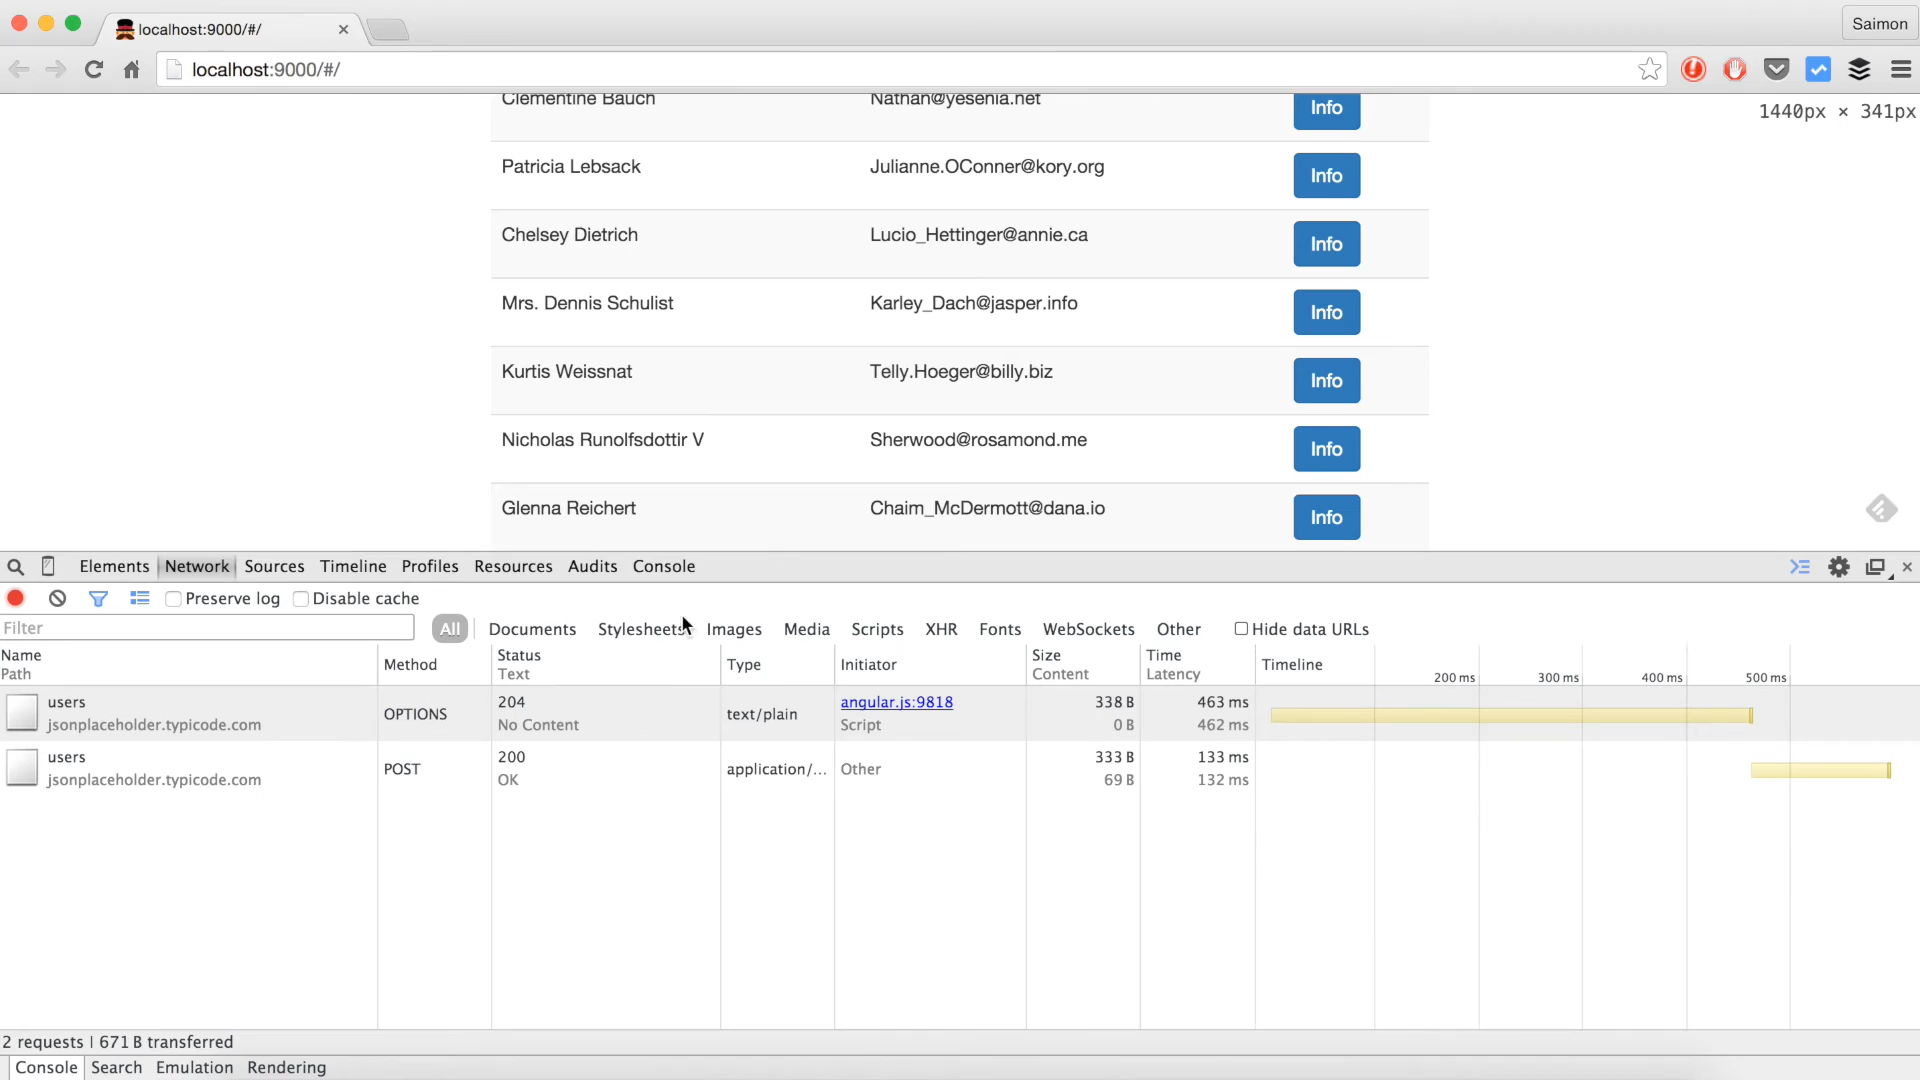 localhost:9000/#/
Saimon
localhost:9000/#/
1440px × 341px
Clementine Bauch Nathan@yesenia.net Info
Patricia Lebsack Julianne.OConner@kory.org Info
Chelsey Dietrich Lucio_Hettinger@annie.ca Info
Mrs. Dennis Schulist Karley_Dach@jasper.info Info
Kurtis Weissnat Telly.Hoeger@billy.biz Info
Nicholas Runolfsdottir V Sherwood@rosamond.me Info
Glenna Reichert Chaim_McDermott@dana.io Info
Elements Network Sources Timeline Profiles Resources Audits Console
Preserve log Disable cache
Filter All Documents Stylesheets Images Media Scripts XHR Fonts WebSockets Other Hide data URLs
Name Status Size Time
Method Type Initiator Timeline
Path Text Content Latency 200 ms 300 ms 400 ms 500 ms
users 204 angular.js:9818 338 B 463 ms
OPTIONS text/plain
jsonplaceholder.typicode.com No Content Script 0 B 462 ms
users 200 333 B 133 ms
POST application/... Other
jsonplaceholder.typicode.com OK 69 B 132 ms
2 requests | 671 B transferred
Console Search Emulation Rendering